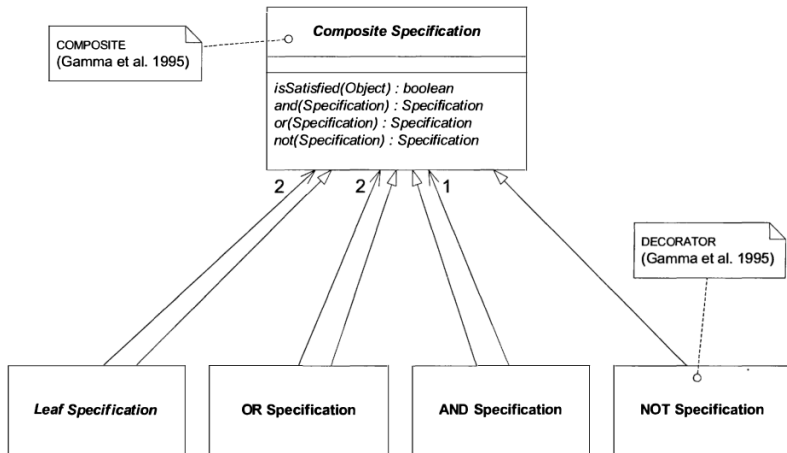 Composite Specification
COMPOSITE
(Gamma et al. 1995)
isSatisfied(Object) : boolean
and(Specification) : Specification
or(Specification) : Specification
not(Specification) : Specification
2
2
1
DECORATOR
(Gamma et al. 1995)
Leaf Specification
OR Specification
AND Specification
NOT Specification